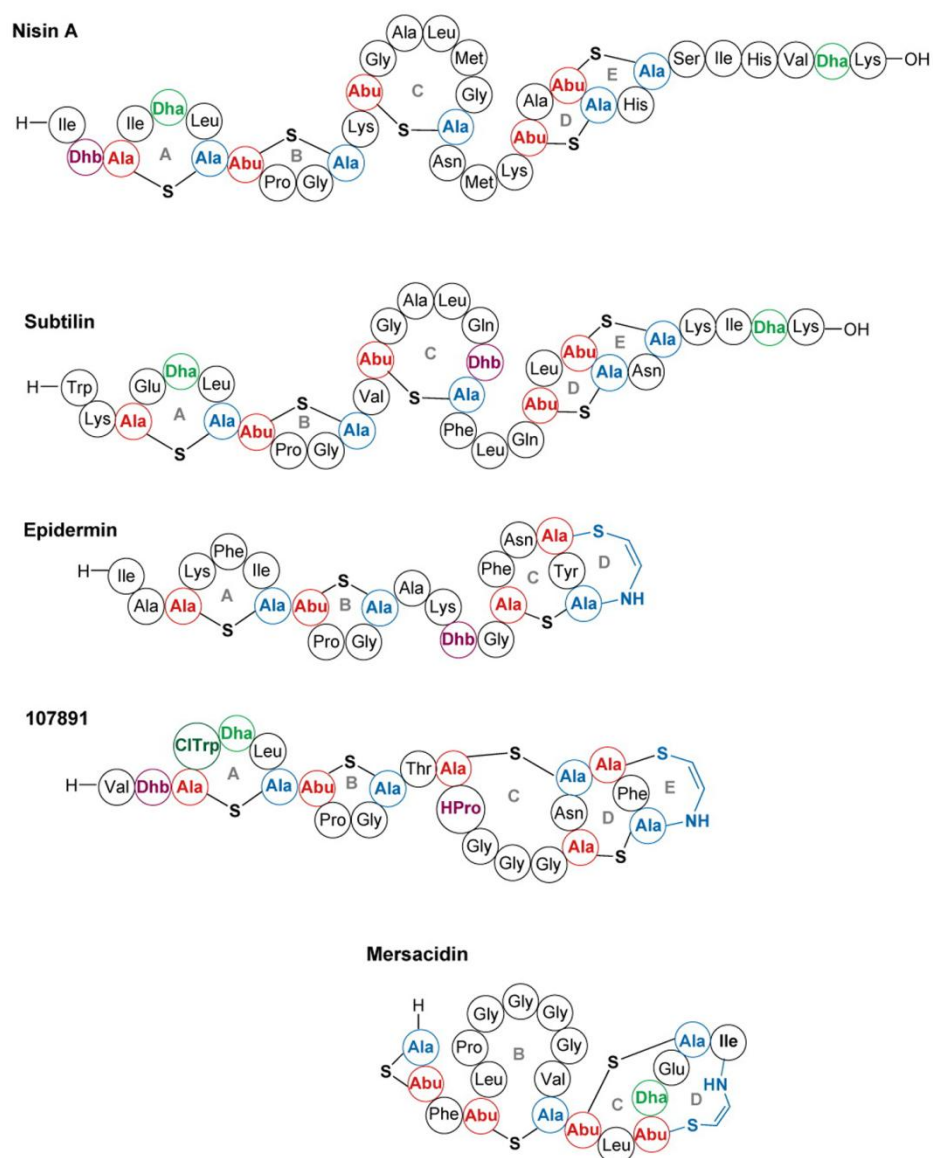 Nisin A
H Ile Dhb Ala Ile Dha Leu Ala S A
Abu Pro Gly Ala S B
Lys Abu Gly Ala Leu Met Gly Ala S C
Asn Met Lys Abu Ala Abu Ala His Ala S D S E
Ser Ile His Val Dha Lys OH
Subtilin
H Trp Lys Ala Glu Dha Leu Ala S A
Abu Pro Gly Ala S B
Val Abu Gly Ala Leu Gln Dhb Ala S C
Phe Leu Gln Abu Leu Abu Ala Asn Ala S D S E
Lys Ile Dha Lys OH
Epidermin
H Ile Ala Ala Lys Phe Ile Ala S A
Abu Pro Gly Ala S B
Ala Lys Dhb Gly Ala Phe Asn Ala Tyr Ala S C S D NH
107891
H Val Dhb Ala ClTrp Dha Leu Ala S A
Abu Pro Gly Ala S B
Thr Ala HPro Gly Gly Gly Ala Asn Ala S C
Ala Phe Ala S D S E NH
Mersacidin
H Ala Abu S
Phe Abu Leu Pro Gly Gly Gly Gly Val Ala S B
Abu Leu Abu Dha Glu Ala Ile S C S D HN